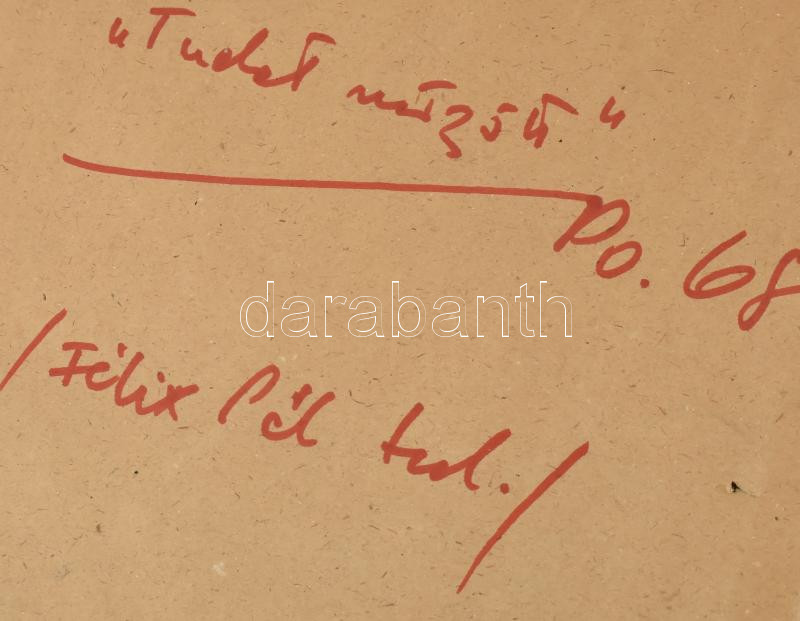 "Tudat
Po. 68
darabanth
/Félix Pál tul./